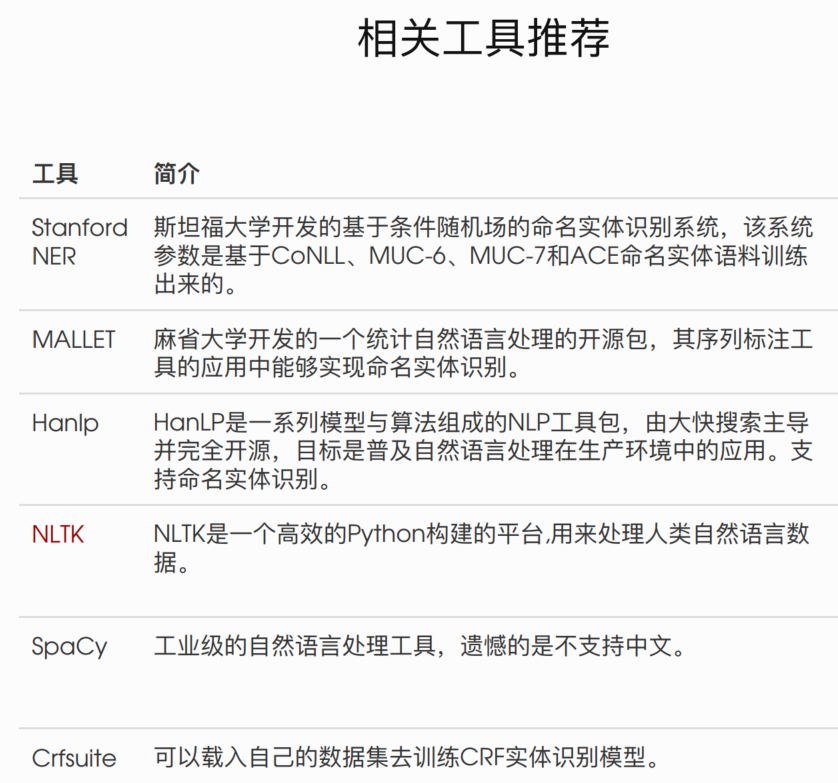 相关工具推荐
工具 简介
Stanford NER 斯坦福大学开发的基于条件随机场的命名实体识别系统，该系统
参数是基于CoNLL、MUC-6、MUC-7和ACE命名实体语料训练
出来的。
MALLET 麻省大学开发的一个统计自然语言处理的开源包，其序列标注工
具的应用中能够实现命名实体识别。
Hanlp HanLP是一系列模型与算法组成的NLP工具包，由大快搜索主导
并完全开源，目标是普及自然语言处理在生产环境中的应用。支
持命名实体识别。
NLTK NLTK是一个高效的Python构建的平台,用来处理人类自然语言数
据。
SpaCy 工业级的自然语言处理工具，遗憾的是不支持中文。
Crfsuite 可以载入自己的数据集去训练CRF实体识别模型。